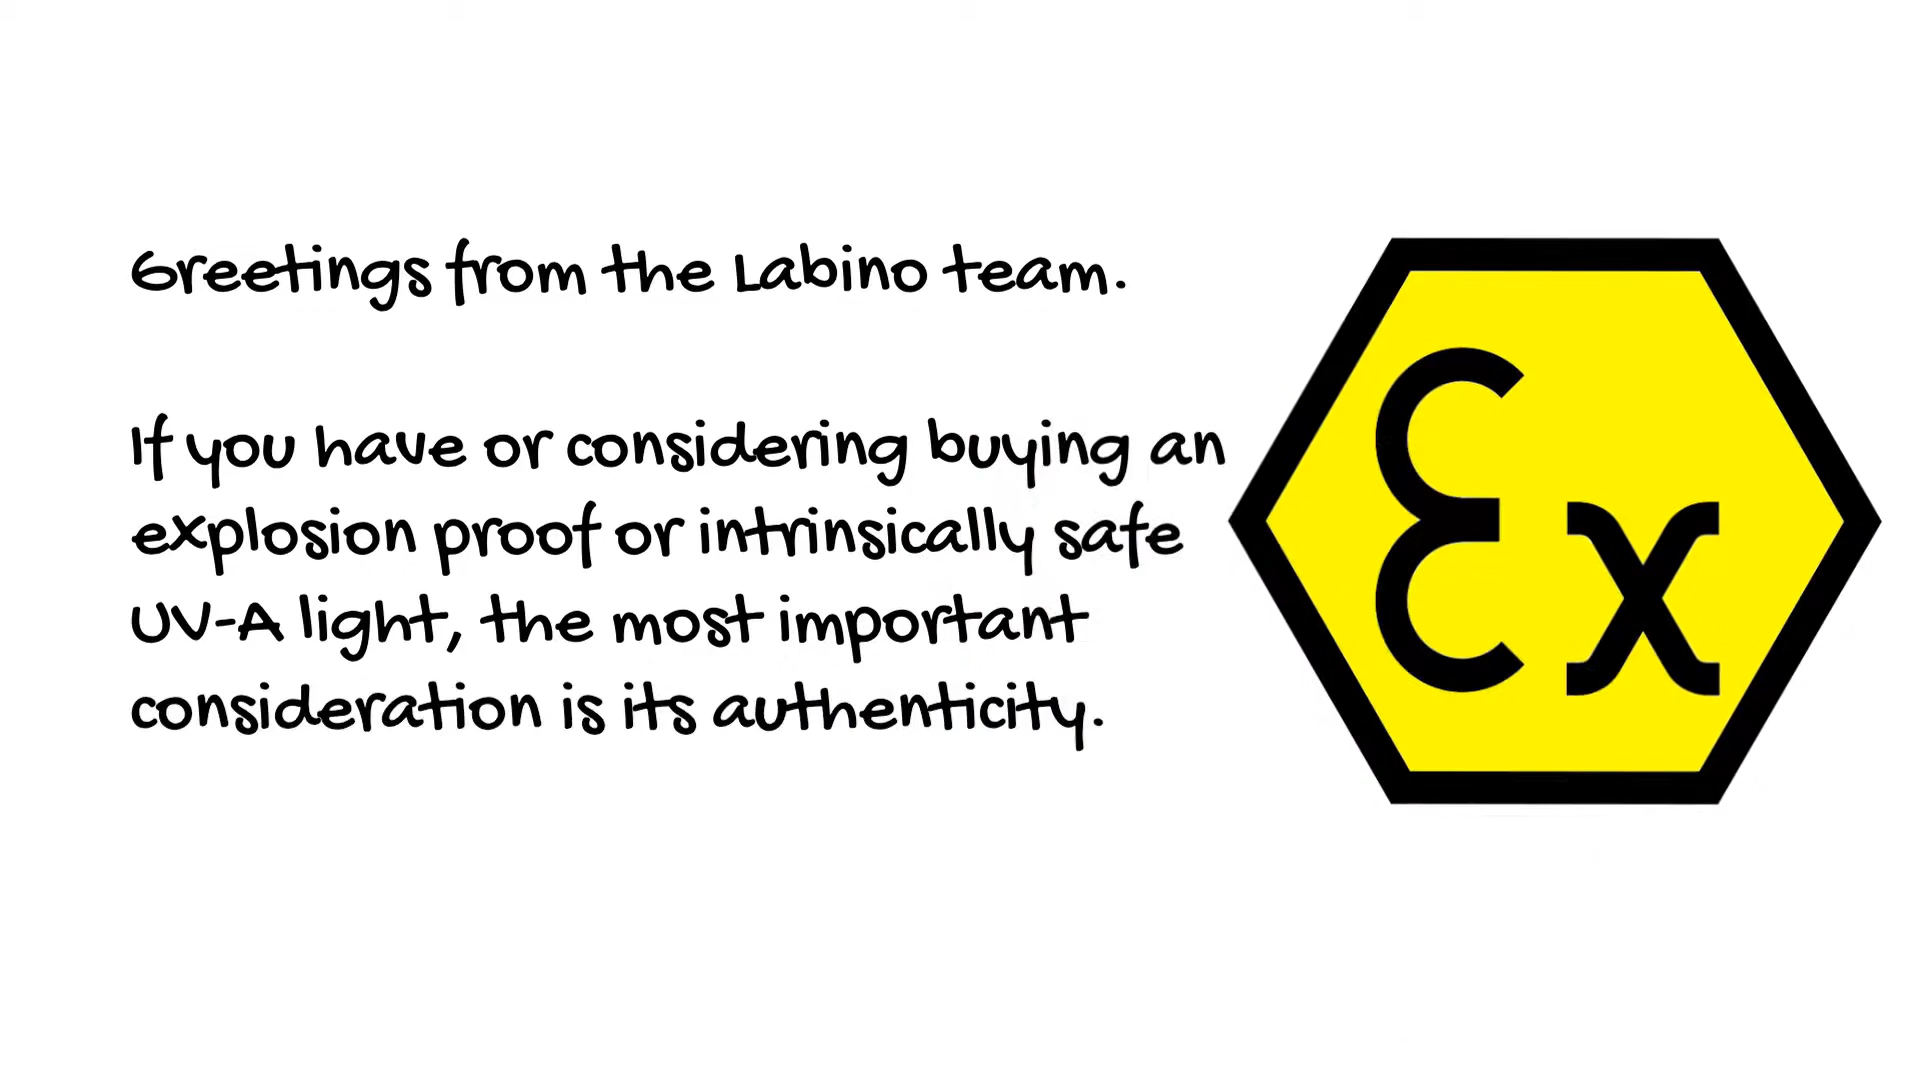 Greetings from the Labino team.
If you have or considering buying an
explosion proof or intrinsically safe
UV-A light, the most important
consideration is its authenticity.
Ex